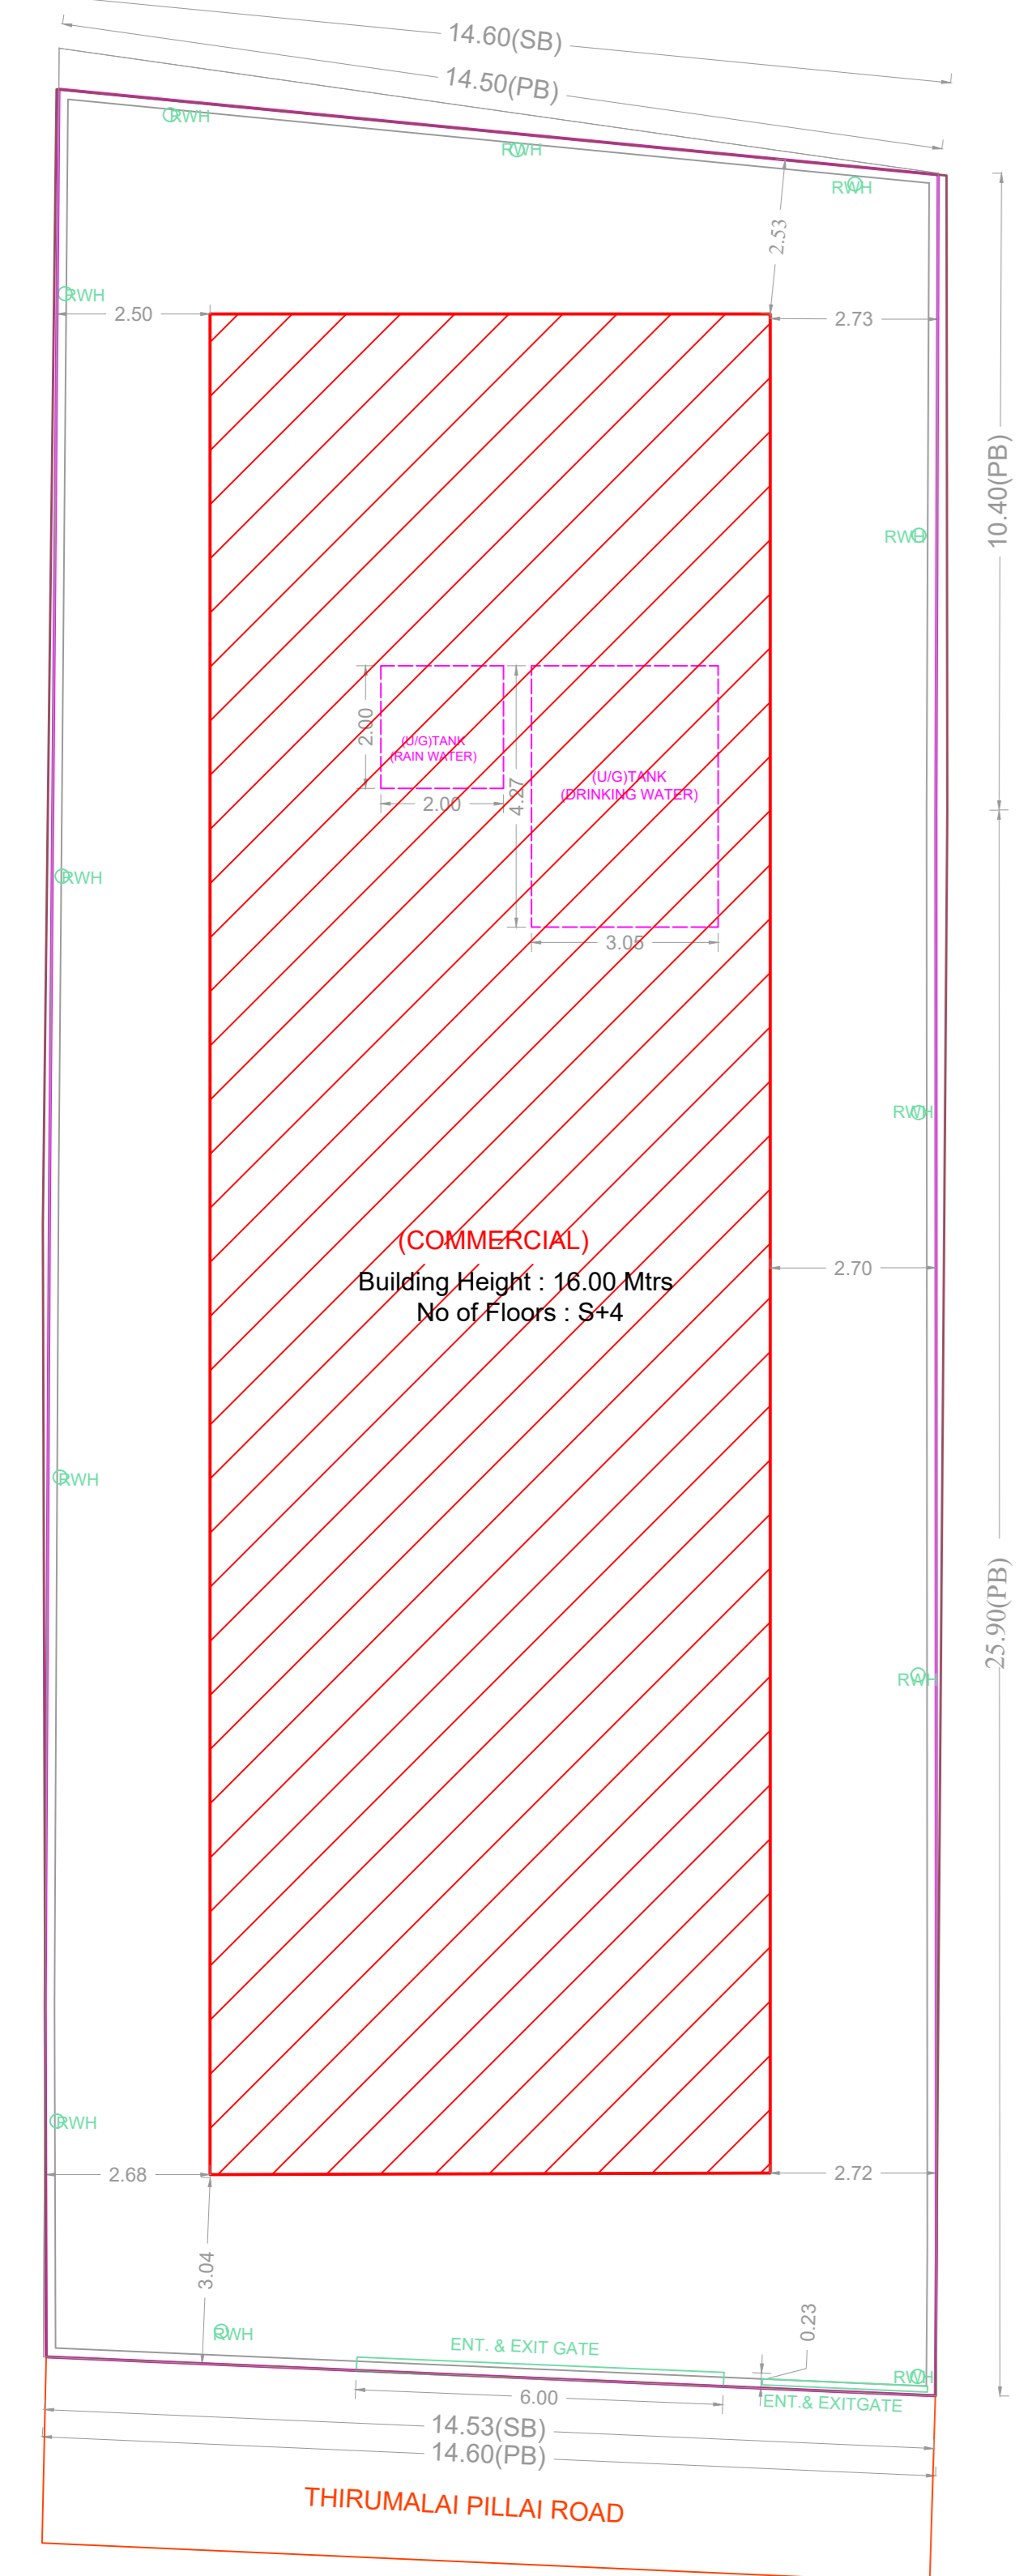 14.60(SB)
14.50(PB)
RWH
RWH
RWH
2.53
RWH
2.50
2.73
10.40(PB)
RWH
2.00
(U/G)TANK
(RAIN WATER)
2.00
4.27
(U/G)TANK
(DRINKING WATER)
3.05
RWH
RWH
(COMMERCIAL)
Building Height : 16.00 Mtrs
No of Floors : S+4
2.70
RWH
25.90(PB)
RWH
RWH
2.68
2.72
3.04
RWH
0.23
ENT. & EXIT GATE
RWH
6.00
ENT.& EXITGATE
14.53(SB)
14.60(PB)
THIRUMALAI PILLAI ROAD